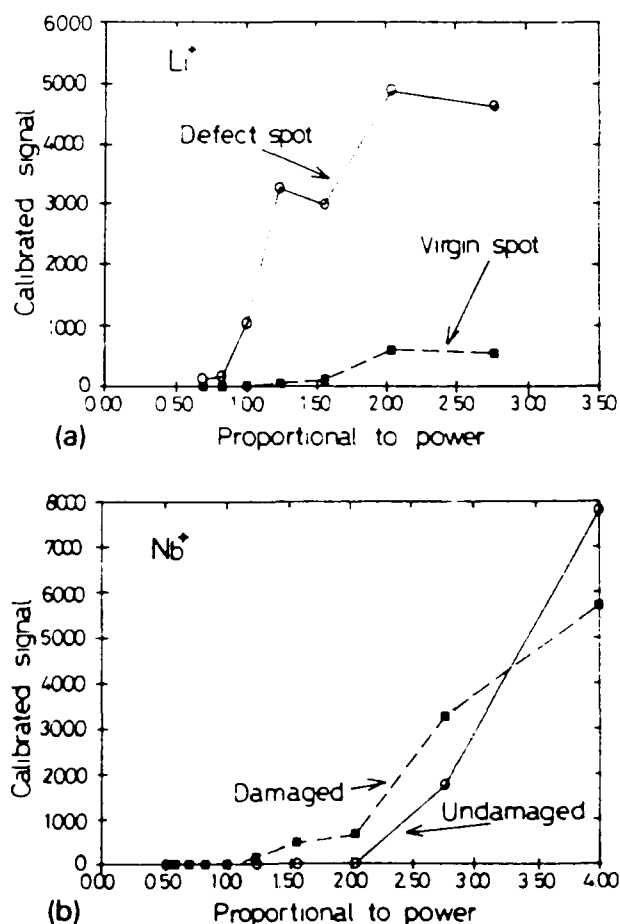 6000
5000
4000
3000
2000
1000
0
Calibrated signal
Li⁺
Defect spot
Virgin spot
0.00 0.50 1.00 1.50 2.00 2.50 3.00 3.50
(a) Proportional to power
8000
7000
6000
5000
4000
3000
2000
1000
0
Calibrated signal
Nb⁺
Damaged
Undamaged
0.00 0.50 1.00 1.50 2.00 2.50 3.00 3.50 4.00
(b) Proportional to power